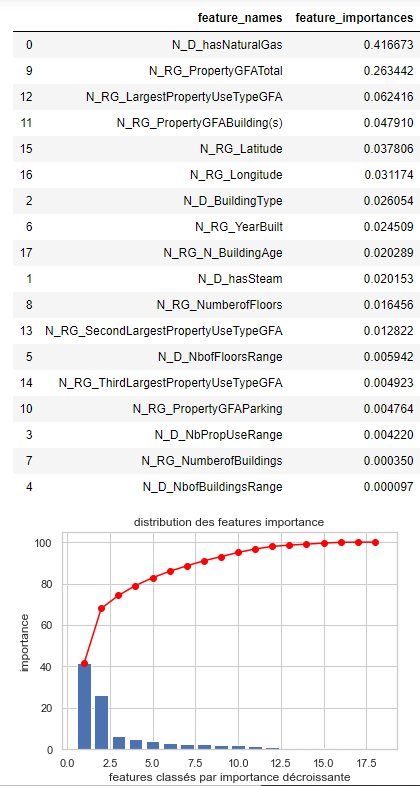 feature_names feature_importances
0 N_D_hasNaturalGas 0.416673
9 N_RG_PropertyGFATotal 0.263442
12 N_RG_LargestPropertyUseTypeGFA 0.062416
11 N_RG_PropertyGFABuilding(s) 0.047910
15 N_RG_Latitude 0.037806
16 N_RG_Longitude 0.031174
2 N_D_BuildingType 0.026054
6 N_RG_YearBuilt 0.024509
17 N_RG_N_BuildingAge 0.020289
1 N_D_hasSteam 0.020153
8 N_RG_NumberofFloors 0.016456
13 N_RG_SecondLargestPropertyUseTypeGFA 0.012822
5 N_D_NbofFloorsRange 0.005942
14 N_RG_ThirdLargestPropertyUseTypeGFA 0.004923
10 N_RG_PropertyGFAParking 0.004764
3 N_D_NbPropUseRange 0.004220
7 N_RG_NumberofBuildings 0.000350
4 N_D_NbofBuildingsRange 0.000097
distribution des features importance
100
80
60
40
20
0
importance
0.0 2.5 5.0 7.5 10.0 12.5 15.0 17.5
features classés par importance décroissante